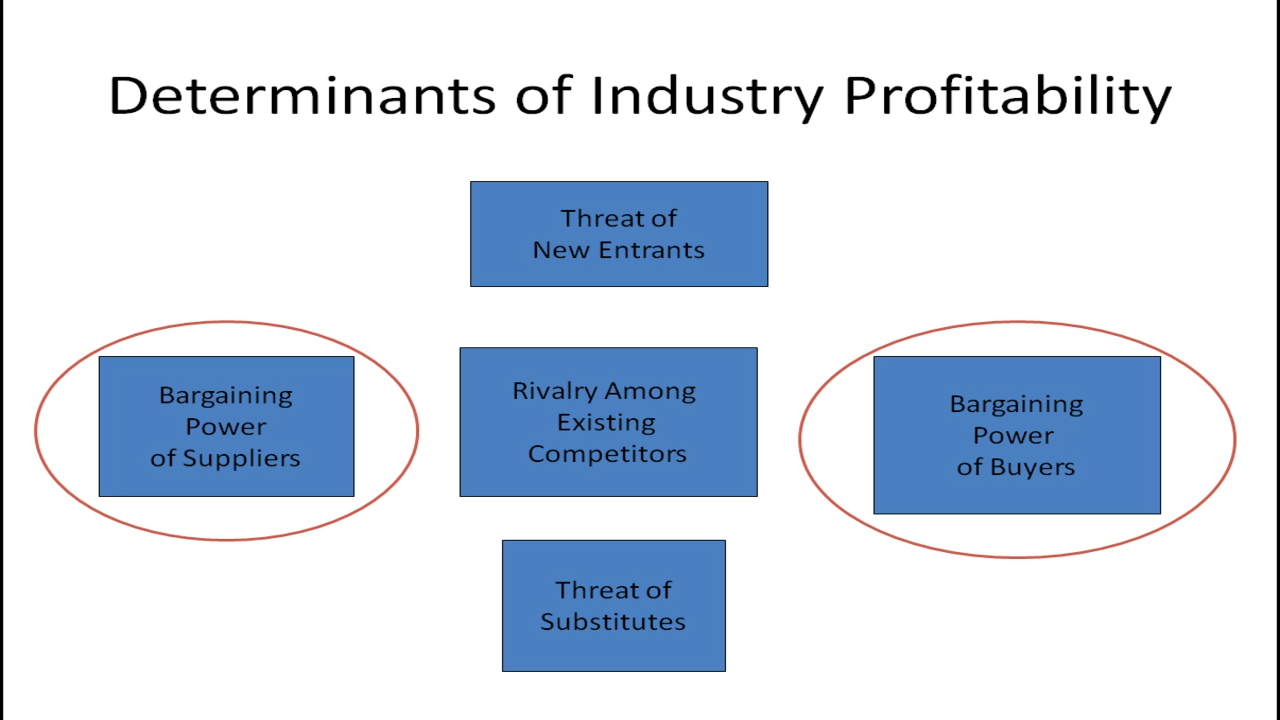 Determinants of Industry Profitability
Threat of
New Entrants
Bargaining
Power
of Suppliers
Rivalry Among
Existing
Competitors
Bargaining
Power
of Buyers
Threat of
Substitutes